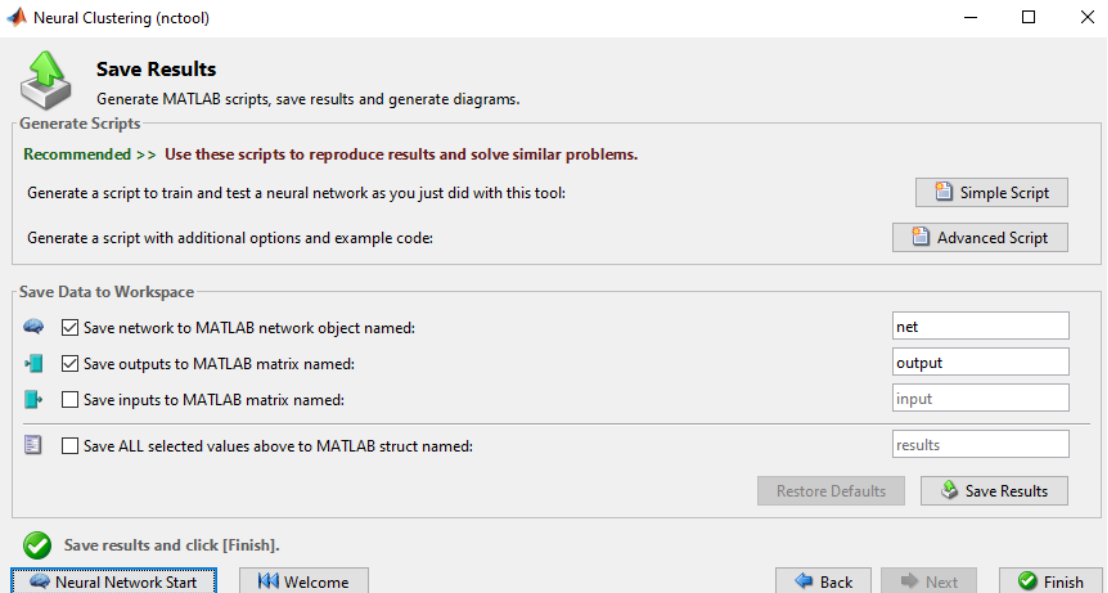 Neural Clustering (nctool)
Save Results
Generate MATLAB scripts, save results and generate diagrams.
Generate Scripts
Recommended >> Use these scripts to reproduce results and solve similar problems.
Generate a script to train and test a neural network as you just did with this tool:
Simple Script
Generate a script with additional options and example code:
Advanced Script
Save Data to Workspace
Save network to MATLAB network object named:
net
Save outputs to MATLAB matrix named:
output
Save inputs to MATLAB matrix named:
input
Save ALL selected values above to MATLAB struct named:
results
Restore Defaults
Save Results
Save results and click [Finish].
Neural Network Start
Welcome
Back
Next
Finish